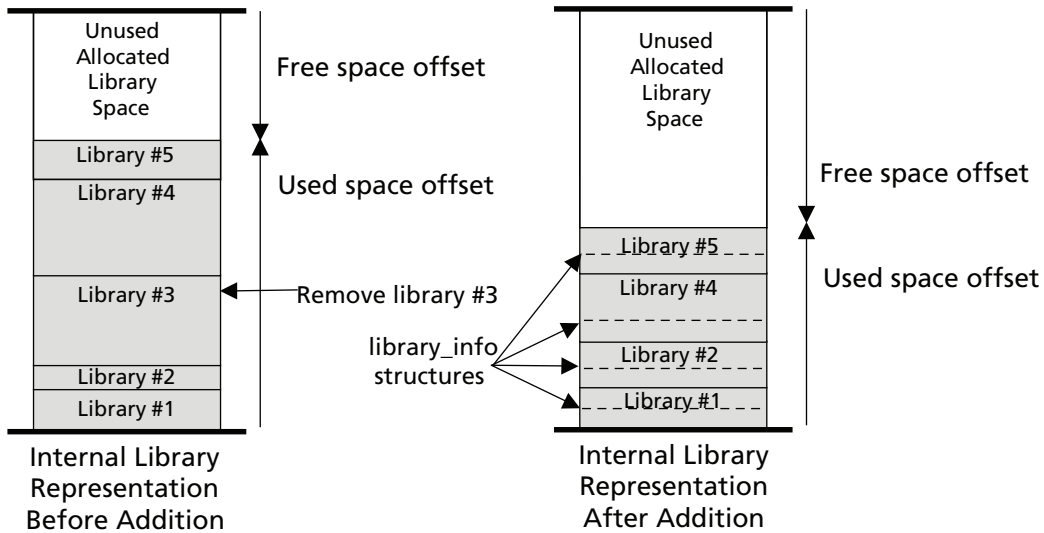 Unused
Allocated
Library
Space
Free space offset
Library #5
Used space offset
Library #4
Library #3
Remove library #3
Library #2
Library #1
Internal Library
Representation
Before Addition
library_info
structures
Unused
Allocated
Library
Space
Free space offset
Library #5
Used space offset
Library #4
Library #2
Library #1
Internal Library
Representation
After Addition